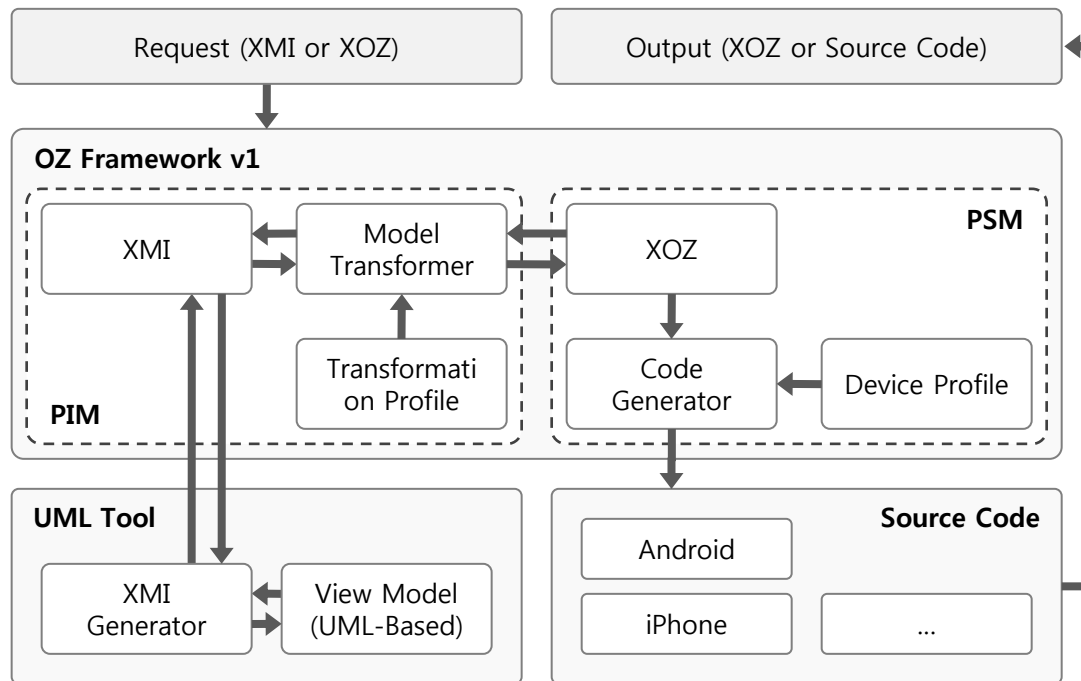 Request (XMI or XOZ)
Output (XOZ or Source Code)
OZ Framework v1
XMI
Model
Transformer
XOZ
PSM
Transformati
on Profile
Code
Generator
Device Profile
PIM
UML Tool
Source Code
XMI
Generator
View Model
(UML-Based)
Android
iPhone
...